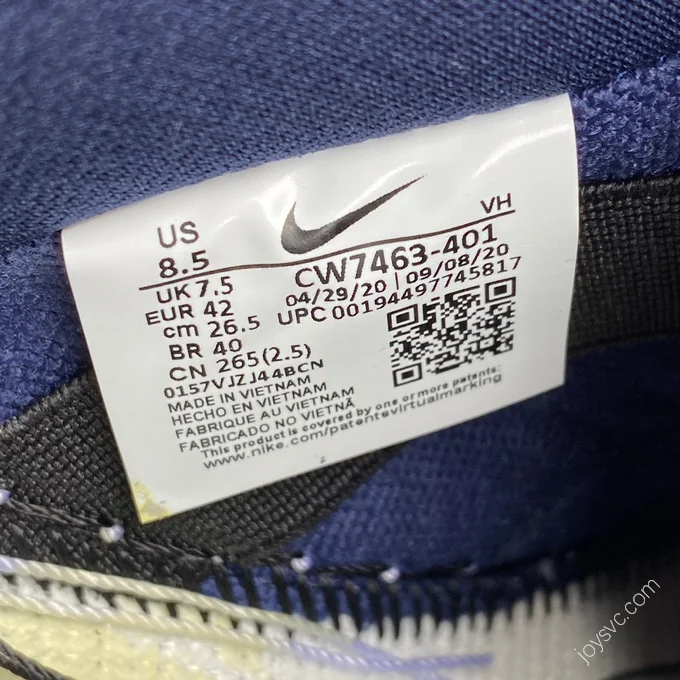 VH
US
8.5
CW7463-401
UK 7.5
04/29/20 | 09/08/20
EUR 42
UPC 00194497745817
cm 26.5
BR 40
CN 265(2.5)
0157VJZJ44BCN
MADE IN VIETNAM
HECHO EN VIETNAM
FABRIQUE AU VIETNAM
FABRICADO NO VIETNÃ
This product is covered by one or more patents:
www.nike.com/patentsvirtualmarking
joysvc.com